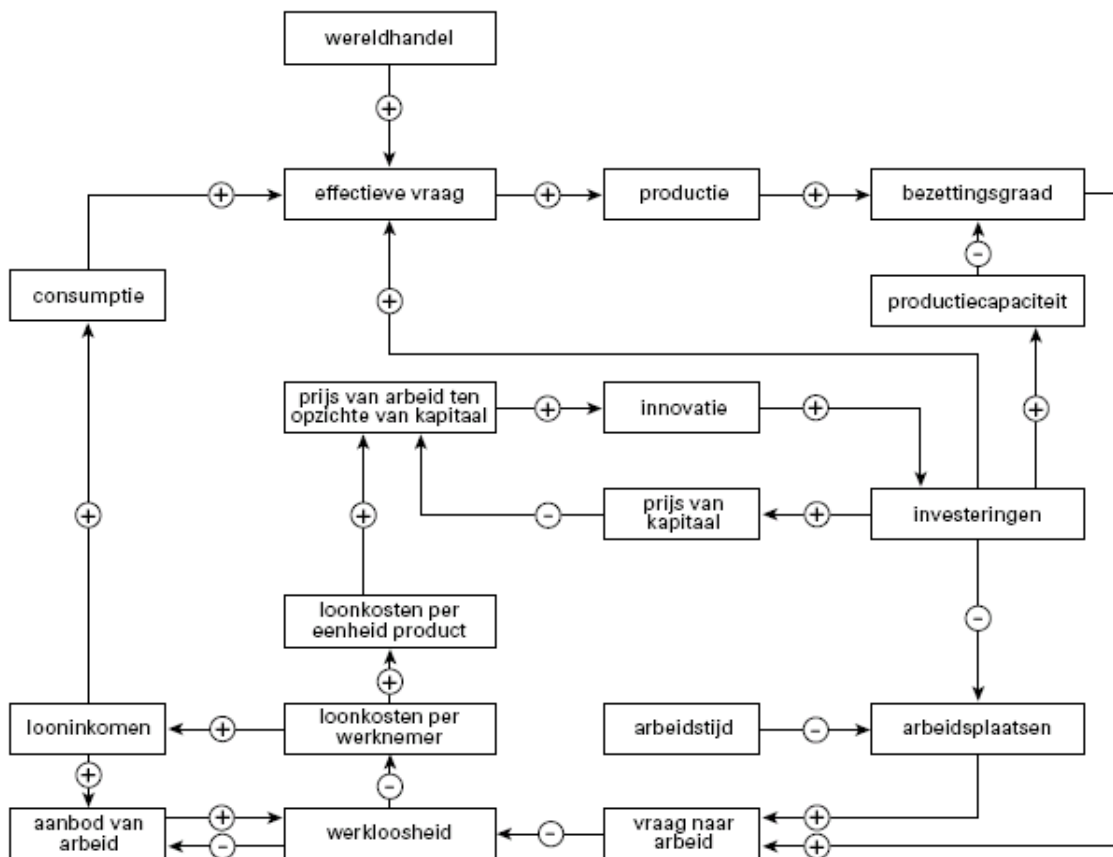 wereldhandel
+
+
effectieve vraag
+
productie
+
bezettingsgraad
-
consumptie
+
productiecapaciteit
prijs van arbeid ten
opzichte van kapitaal
+
innovatie
+
+
+
-
prijs van
kapitaal
+
investeringen
+
loonkosten per
eenheid product
-
+
looninkomen
+
loonkosten per
werknemer
arbeidstijd
-
arbeidsplaatsen
+
-
aanbod van
arbeid
+
-
werkloosheid
-
vraag naar
arbeid
+
+